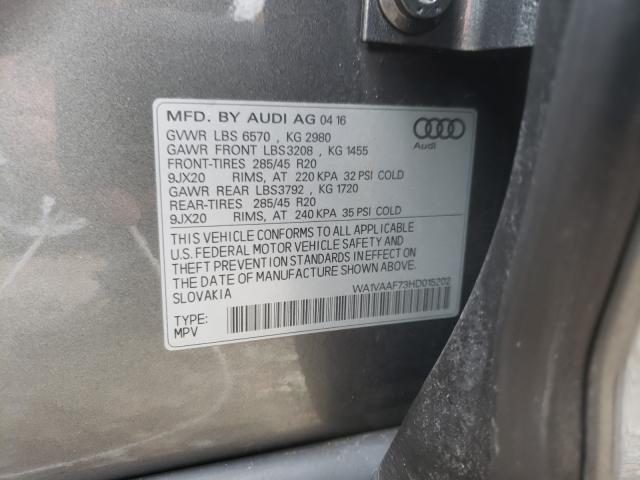 MFD. BY AUDI AG 04 16
GVWR LBS 6570 , KG 2980
GAWR FRONT LBS3208 , KG 1455
FRONT-TIRES 285/45 R20
9JX20 RIMS, AT 220 KPA 32 PSI COLD
GAWR REAR LBS3792 , KG 1720
REAR-TIRES 285/45 R20
9JX20 RIMS, AT 240 KPA 35 PSI COLD
Audi
THIS VEHICLE CONFORMS TO ALL APPLICABLE
U.S. FEDERAL MOTOR VEHICLE SAFETY AND
THEFT PREVENTION STANDARDS IN EFFECT ON
THE DATE OF MANUFACTURE SHOWN ABOVE.
SLOVAKIA WA1VAAF73HD015202
TYPE:
MPV